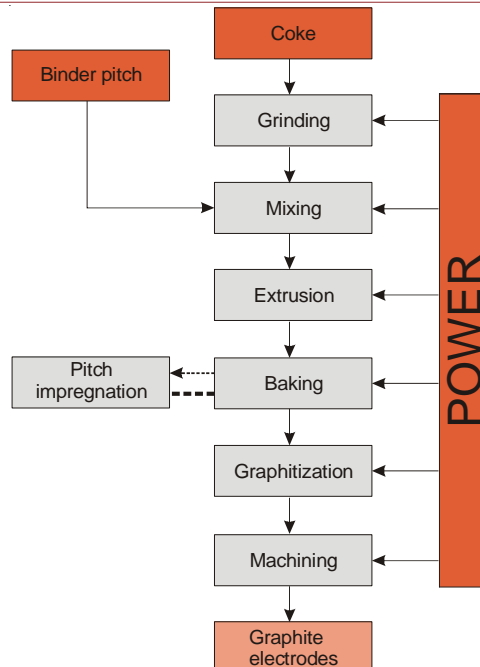 Coke
Binder pitch
Grinding
Mixing
Extrusion
Pitch
impregnation
Baking
Graphitization
Machining
Graphite
electrodes
POWER